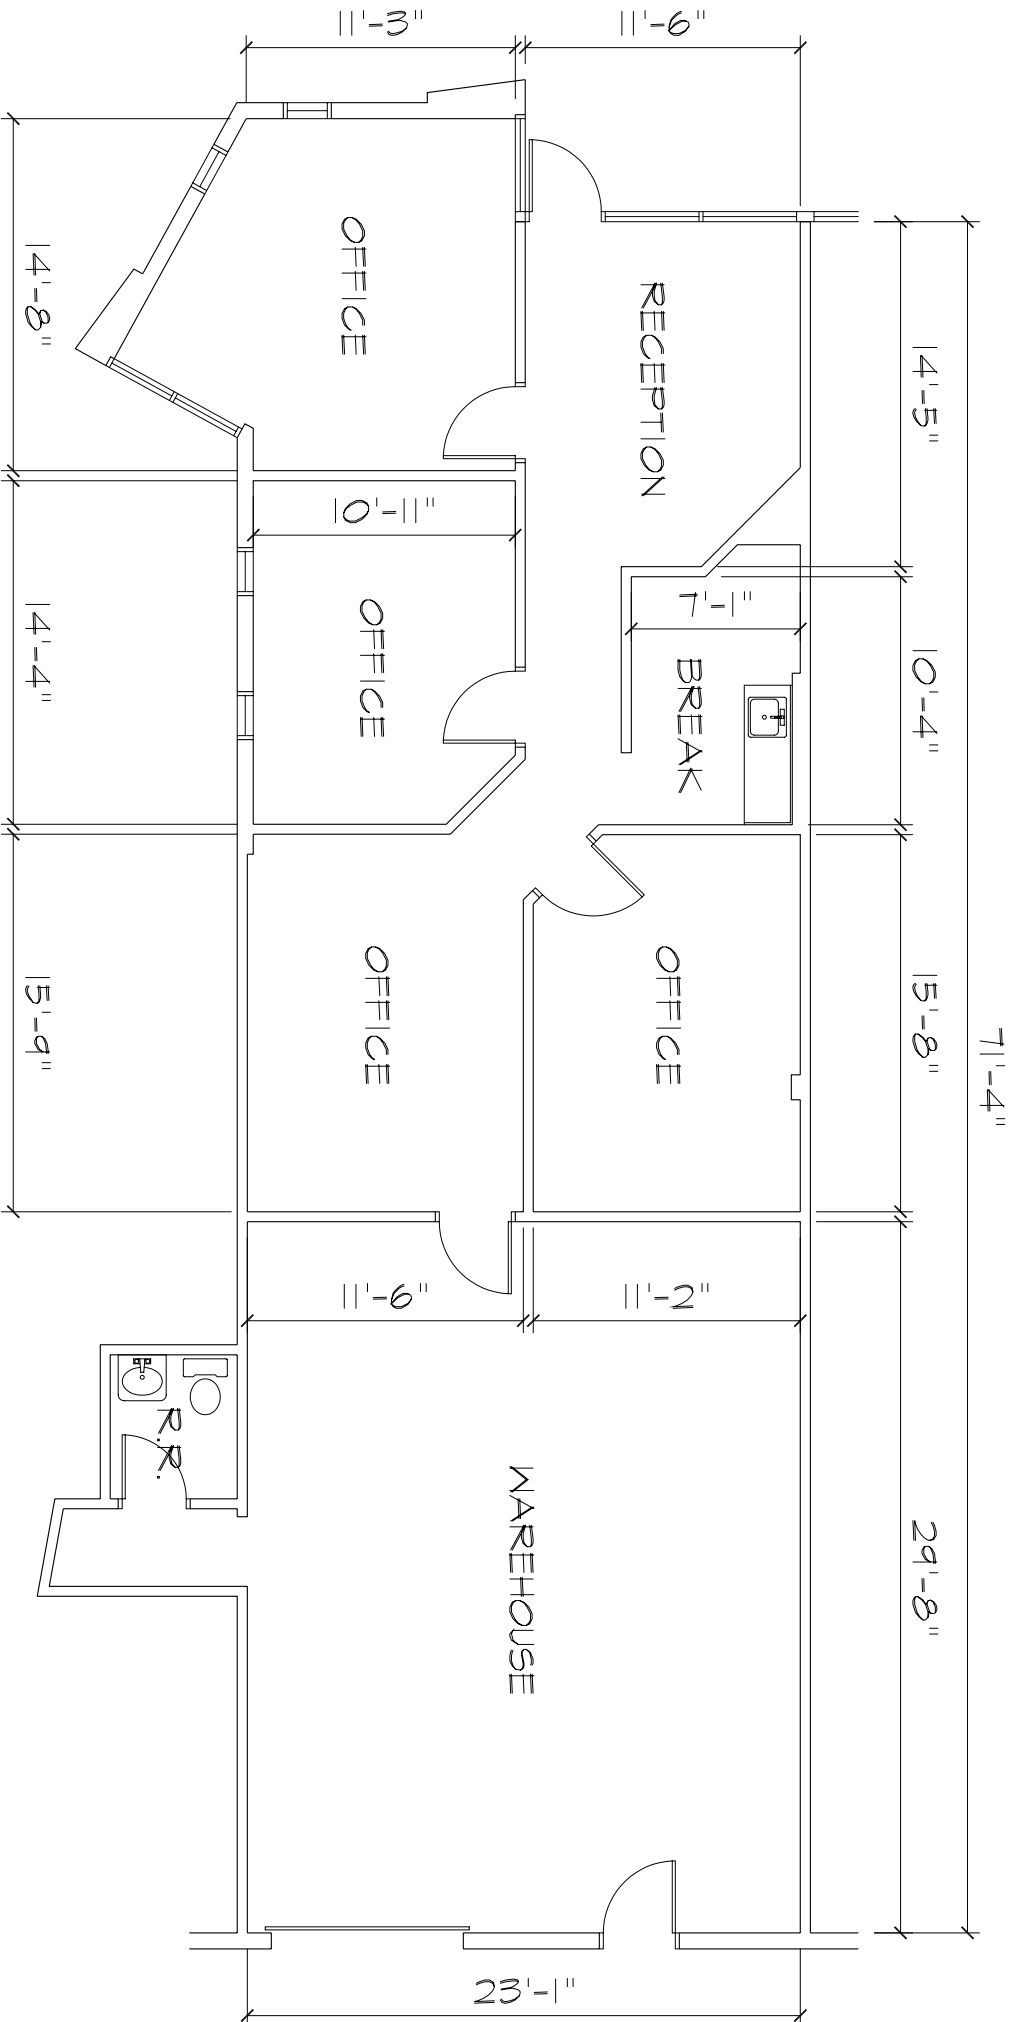 11'-3"
11'-6"
OFFICE
RECEPTION
14'-8"
14'-5"
10'-11"
7'-1"
OFFICE
BREAK
14'-4"
10'-4"
OFFICE
OFFICE
15'-9"
15'-8"
71'-4"
11'-6"
11'-2"
R.R.
WAREHOUSE
29'-8"
23'-1"